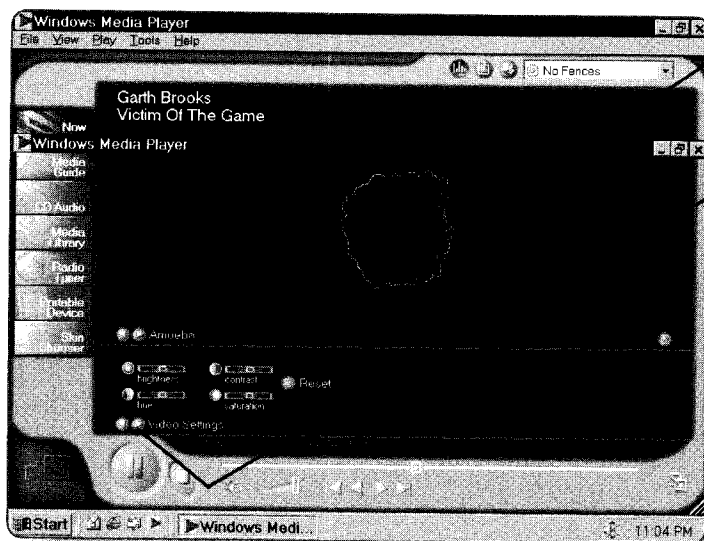 Windows Media Player
File View Play Tools Help
No Fences
Garth Brooks
Victim Of The Game
Now
Windows Media Player
Media
Guide
CD Audio
Media
Library
Radio
Tuner
Portable
Device
Skin
Chooser
Amoeba
brightness
contrast
Reset
hue
saturation
Video Settings
Start
Windows Medi...
11:04 PM